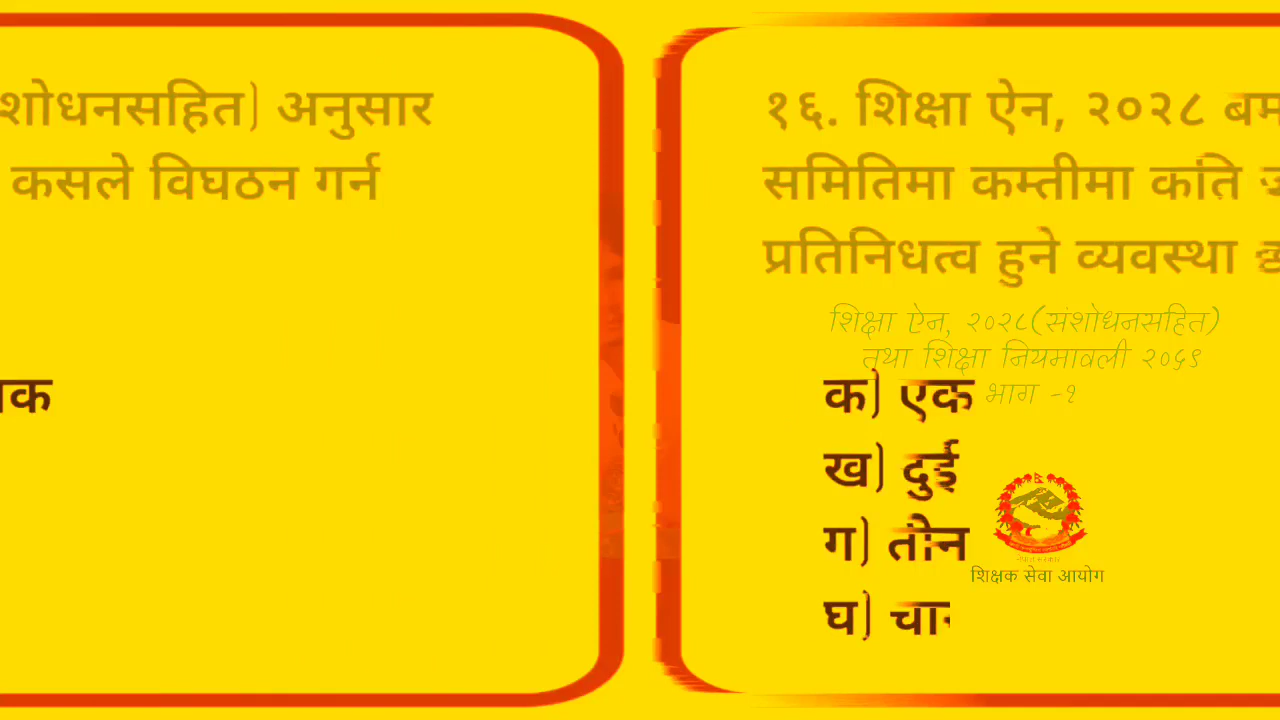 शोधनसहित) अनुसार
कसले विघठन गर्न
१६. शिक्षा ऐन, २०२८
समितिमा कम्तीमा कति
प्रतिनिधत्व हुने व्यवस्था
शिक्षा ऐन, २०२८(संशोधनसहित)
तथा शिक्षा नियमावली २०५९
भाग -१
क) एक
ख) दुई
ग) तीन
घ)
शिक्षक सेवा आयोग